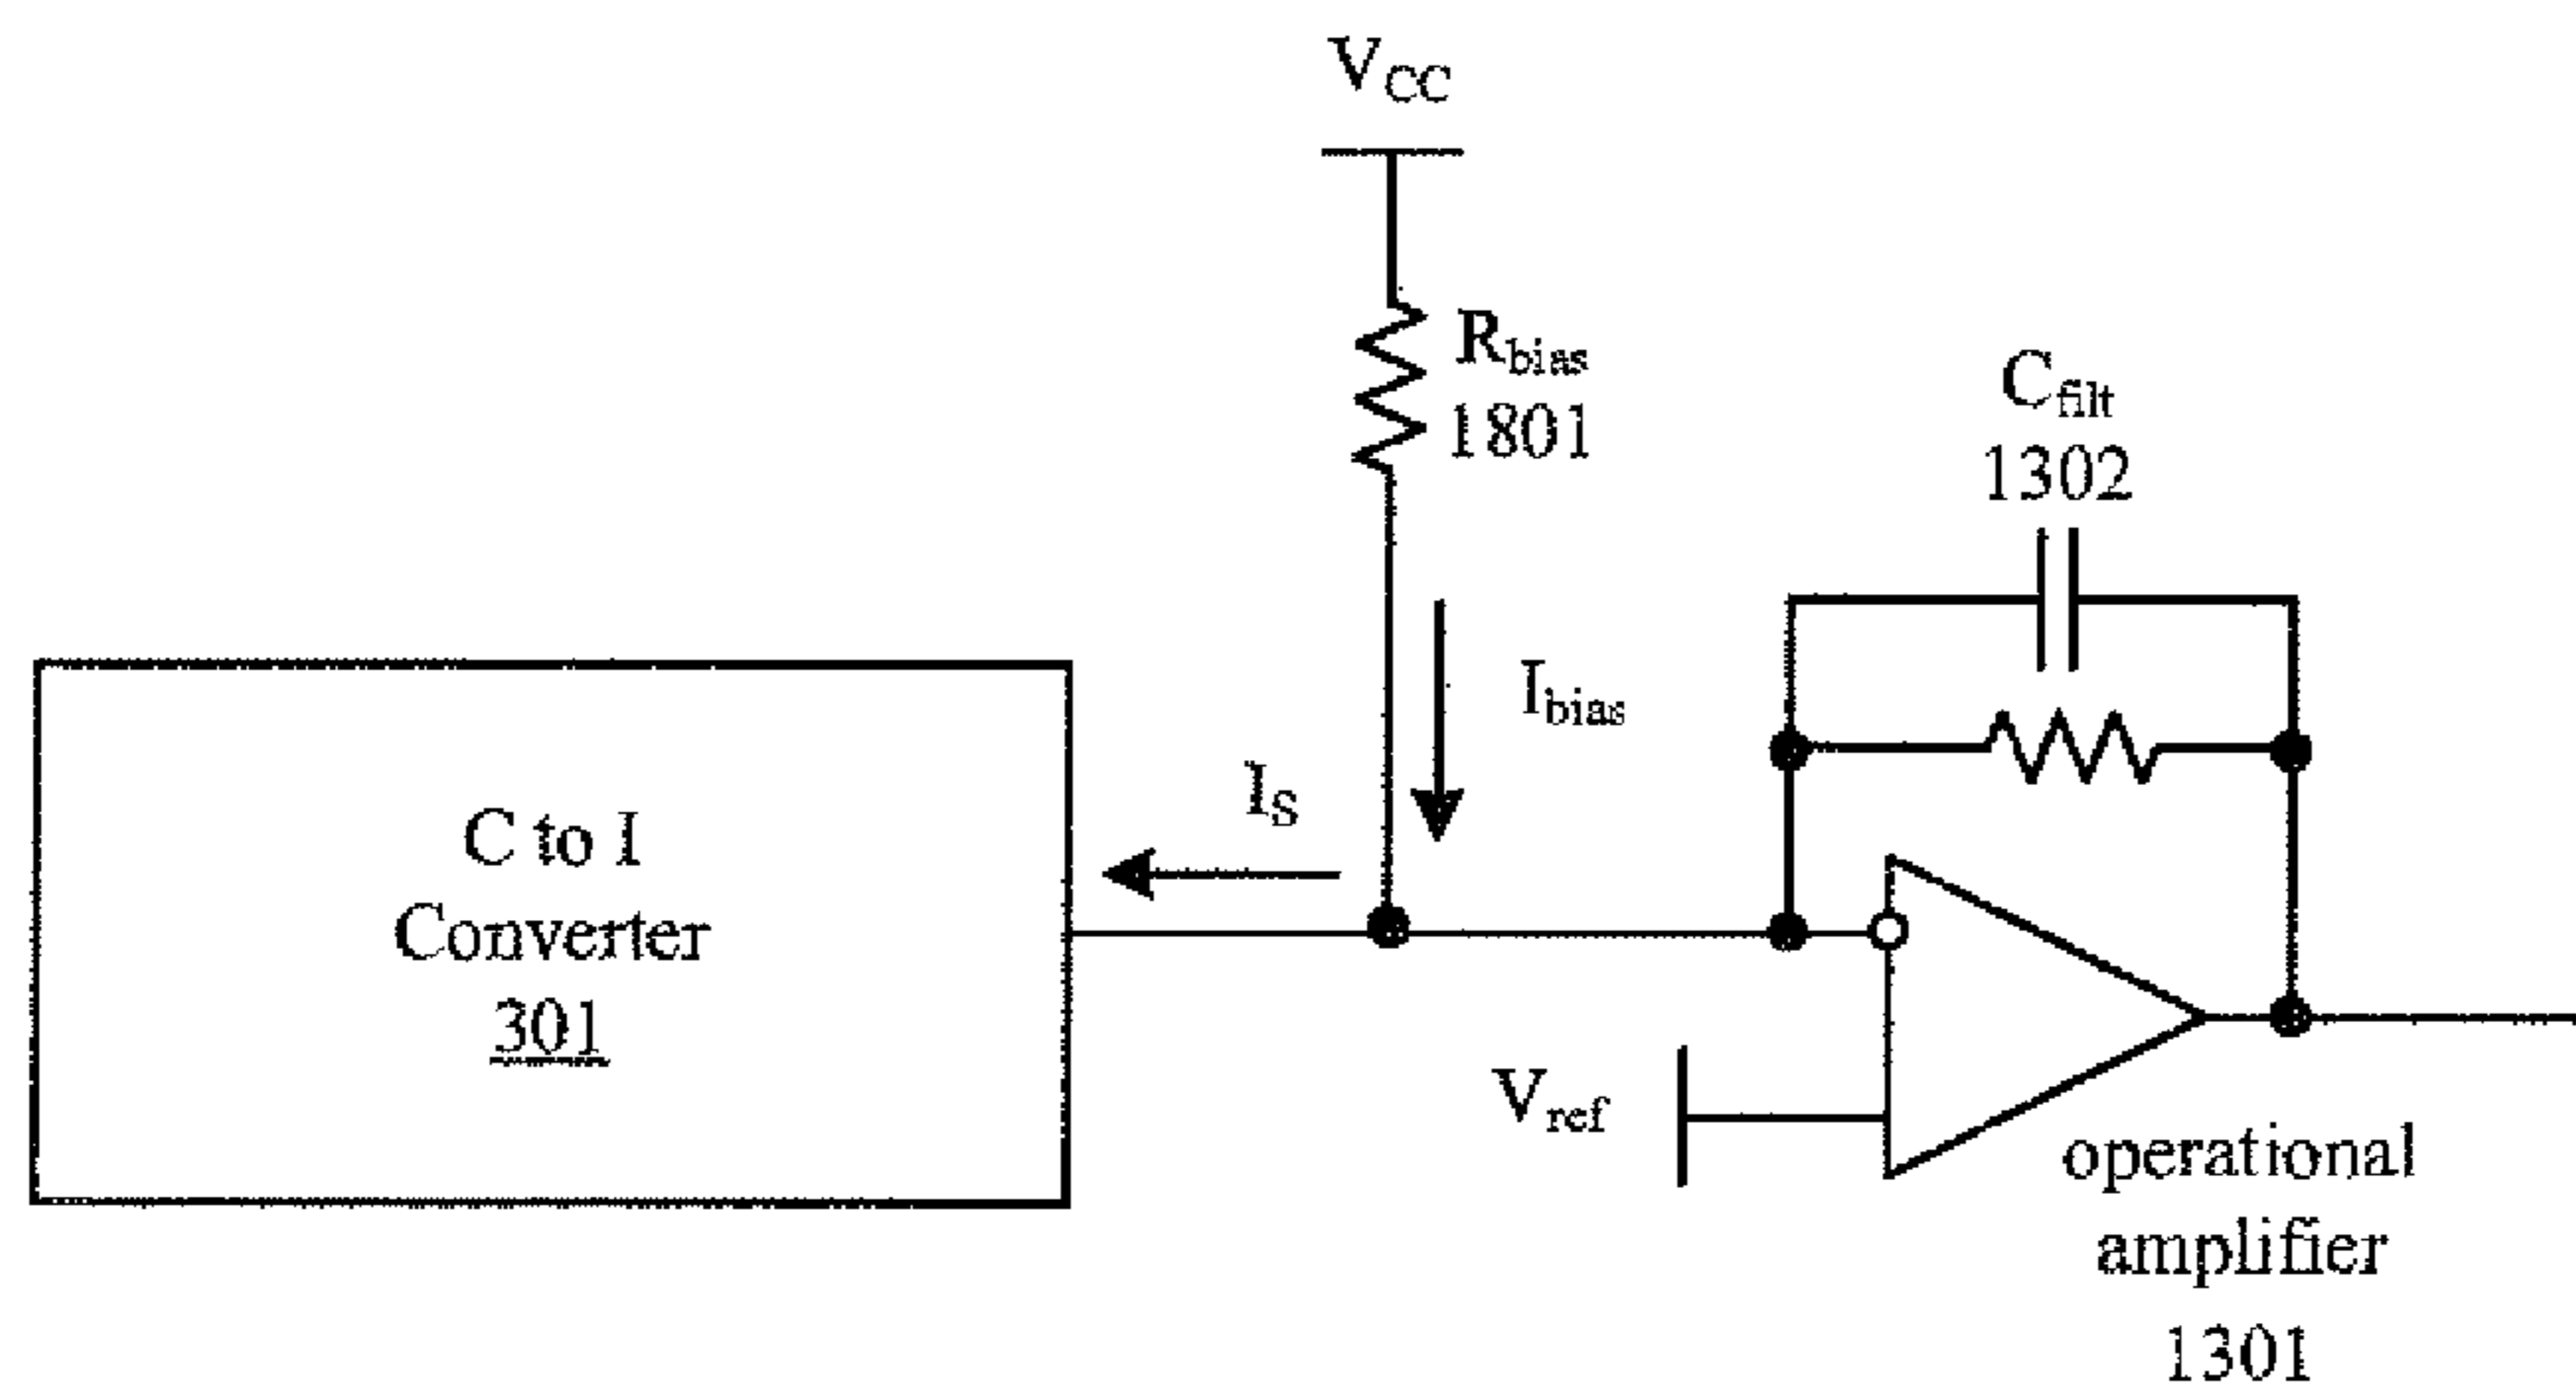 V_CC
R_bias
1801
C_filt
1302
I_bias
I_S
C to I
Converter
301
V_ref
operational
amplifier
1301